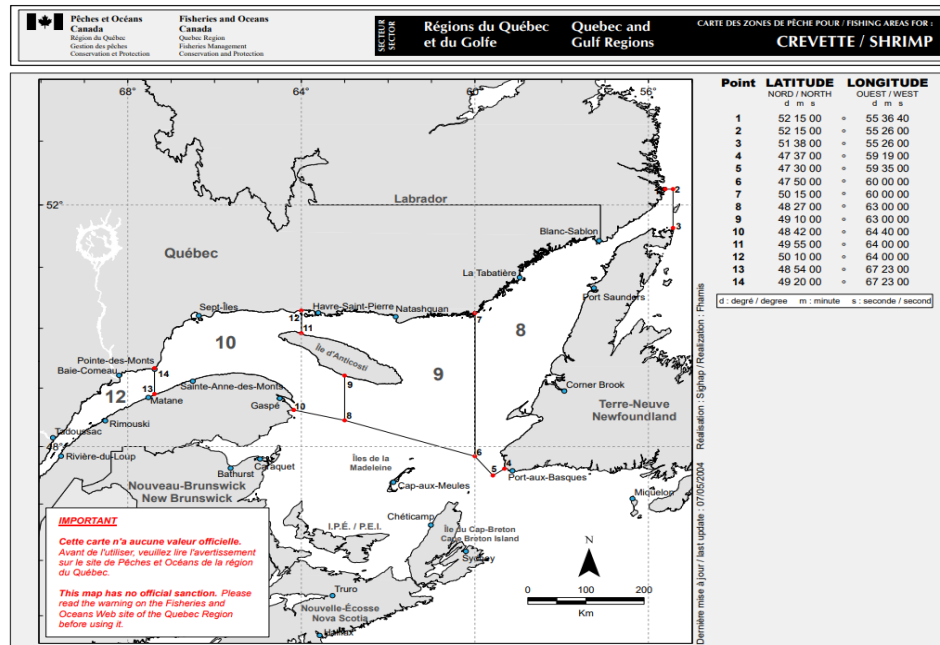 Pêches et Océans
Canada
Région du Québec
Gestion des pêches
Conservation et Protection
Fisheries and Oceans
Canada
Quebec Region
Fisheries Management
Conservation and Protection
SECTEUR
SECTOR
Régions du Québec
et du Golfe
Quebec and
Gulf Regions
CARTE DES ZONES DE PÊCHE POUR / FISHING AREAS FOR :
CREVETTE / SHRIMP
68
64
60
56
52
48
Labrador
Québec
Blanc-Sablon
2
3
La Tabatière
Port Saunders
Sept-Îles
Havre-Saint-Pierre
Natashquan
12
11
7
8
10
Île d'Anticosti
9
Pointe-des-Monts
Baie-Comeau
14
13
12
Sainte-Anne-des-Monts
Matane
Gaspé
10
9
8
Corner Brook
Terre-Neuve
Newfoundland
Rimouski
Tadoussac
Rivière-du-Loup
6
5
4
Port-aux-Basques
Îles de la
Madeleine
Caraquet
Bathurst
Nouveau-Brunswick
New Brunswick
Cap-aux-Meules
Miquelon
Chéticamp
I.P.É. / P.E.I.
Île du Cap-Breton
Cape Breton Island
Sydney
N
Truro
Nouvelle-Écosse
Nova Scotia
Halifax
0 100 200
Km
IMPORTANT
Cette carte n'a aucune valeur officielle.
Avant de l'utiliser, veuillez lire l'avertissement
sur le site de Pêches et Océans de la région
du Québec.
This map has no official sanction. Please
read the warning on the Fisheries and
Oceans Web site of the Quebec Region
before using it.
Point LATITUDE LONGITUDE
NORD / NORTH OUEST / WEST
d m s d m s
1 52 15 00 ° 55 36 40
2 52 15 00 ° 55 26 00
3 51 38 00 ° 55 26 00
4 47 37 00 ° 59 19 00
5 47 30 00 ° 59 35 00
6 47 50 00 ° 60 00 00
7 50 15 00 ° 60 00 00
8 48 27 00 ° 63 00 00
9 49 10 00 ° 63 00 00
10 48 42 00 ° 64 40 00
11 49 55 00 ° 64 00 00
12 50 10 00 ° 64 00 00
13 48 54 00 ° 67 23 00
14 49 20 00 ° 67 23 00
d : degré / degree m : minute s : seconde / second
Dernière mise à jour / last update : 07/05/2004 Réalisation : Sighap / Realization : Fhamis